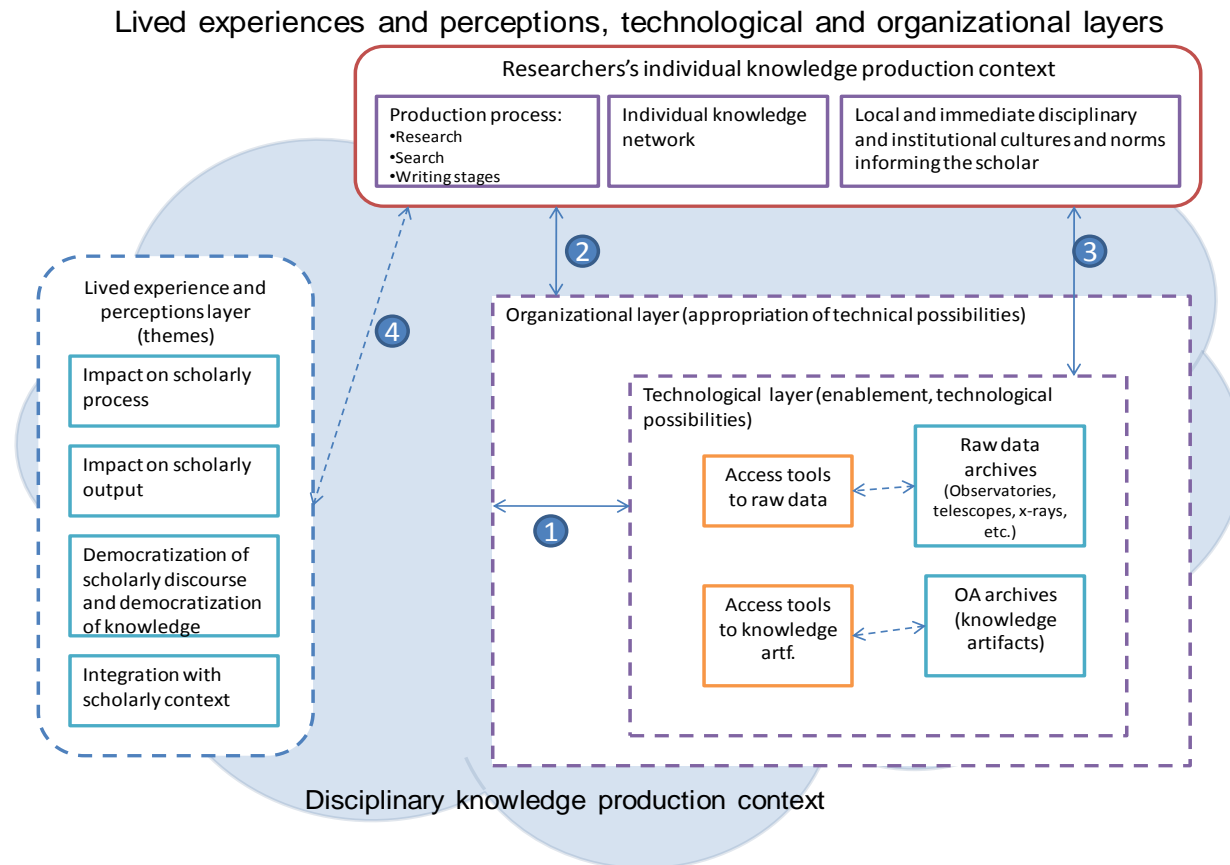 Lived experiences and perceptions, technological and organizational layers
Researchers's individual knowledge production context
Production process:
•Research
•Search
•Writing stages
Individual knowledge
network
Local and immediate disciplinary
and institutional cultures and norms
informing the scholar
2
3
4
1
Lived experience and
perceptions layer
(themes)
Impact on scholarly
process
Impact on scholarly
output
Democratization of
scholarly discourse
and democratization
of knowledge
Integration with
scholarly context
Organizational layer (appropriation of technical possibilities)
Technological layer (enablement, technological
possibilities)
Access tools
to raw data
Raw data
archives
(Observatories,
telescopes, x-rays,
etc.)
Access tools
to knowledge
artf.
OA archives
(knowledge
artifacts)
Disciplinary knowledge production context